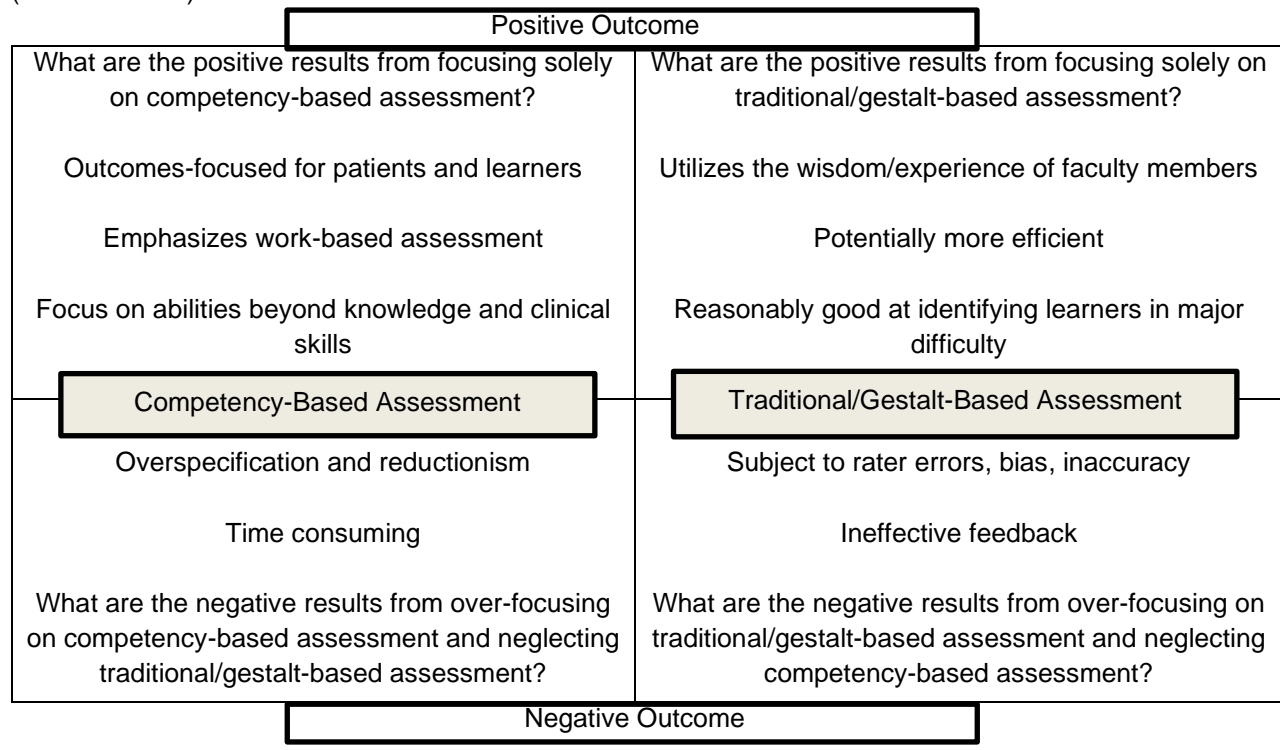 Positive Outcome
What are the positive results from focusing solely
on competency-based assessment?
Outcomes-focused for patients and learners
Emphasizes work-based assessment
Focus on abilities beyond knowledge and clinical
skills
What are the positive results from focusing solely on
traditional/gestalt-based assessment?
Utilizes the wisdom/experience of faculty members
Potentially more efficient
Reasonably good at identifying learners in major
difficulty
Competency-Based Assessment
Traditional/Gestalt-Based Assessment
Overspecification and reductionism
Time consuming
What are the negative results from over-focusing
on competency-based assessment and neglecting
traditional/gestalt-based assessment?
Subject to rater errors, bias, inaccuracy
Ineffective feedback
What are the negative results from over-focusing on
traditional/gestalt-based assessment and neglecting
competency-based assessment?
Negative Outcome